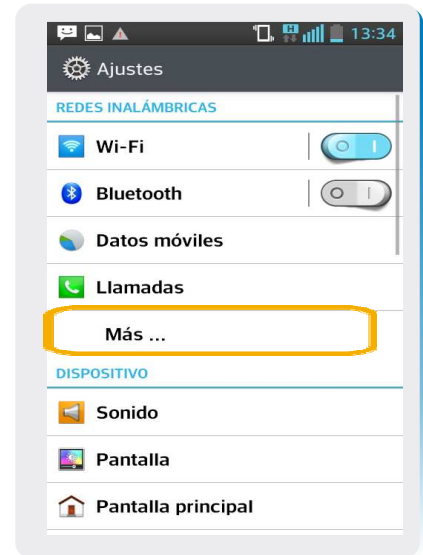 H 13:34
Ajustes
REDES INALÁMBRICAS
Wi-Fi
Bluetooth
Datos móviles
Llamadas
Más ...
DISPOSITIVO
Sonido
Pantalla
Pantalla principal